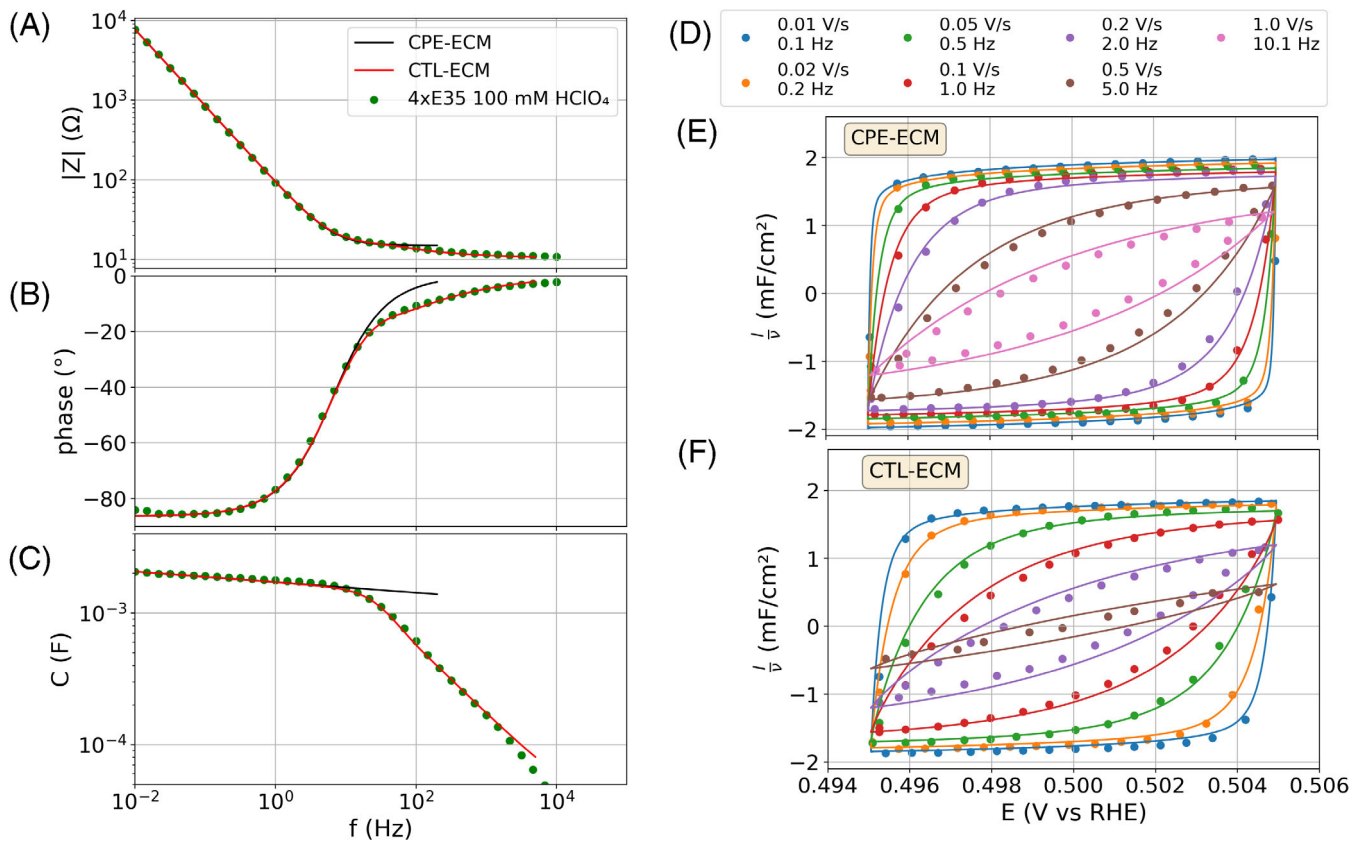 (A)
10⁴
10³
10²
10¹
|Z| (Ω)
CPE-ECM
CTL-ECM
4xE35 100 mM HClO₄
(B)
0
−20
−40
−60
−80
phase (°)
(C)
10⁻³
10⁻⁴
C (F)
10⁻² 10⁰ 10² 10⁴
f (Hz)
(D)
0.01 V/s
0.1 Hz
0.02 V/s
0.2 Hz
0.05 V/s
0.5 Hz
0.1 V/s
1.0 Hz
0.2 V/s
2.0 Hz
0.5 V/s
5.0 Hz
1.0 V/s
10.1 Hz
(E)
CPE-ECM
2
1
0
−1
−2
I/ν (mF/cm²)
(F)
CTL-ECM
2
1
0
−1
−2
I/ν (mF/cm²)
0.494 0.496 0.498 0.500 0.502 0.504 0.506
E (V vs RHE)